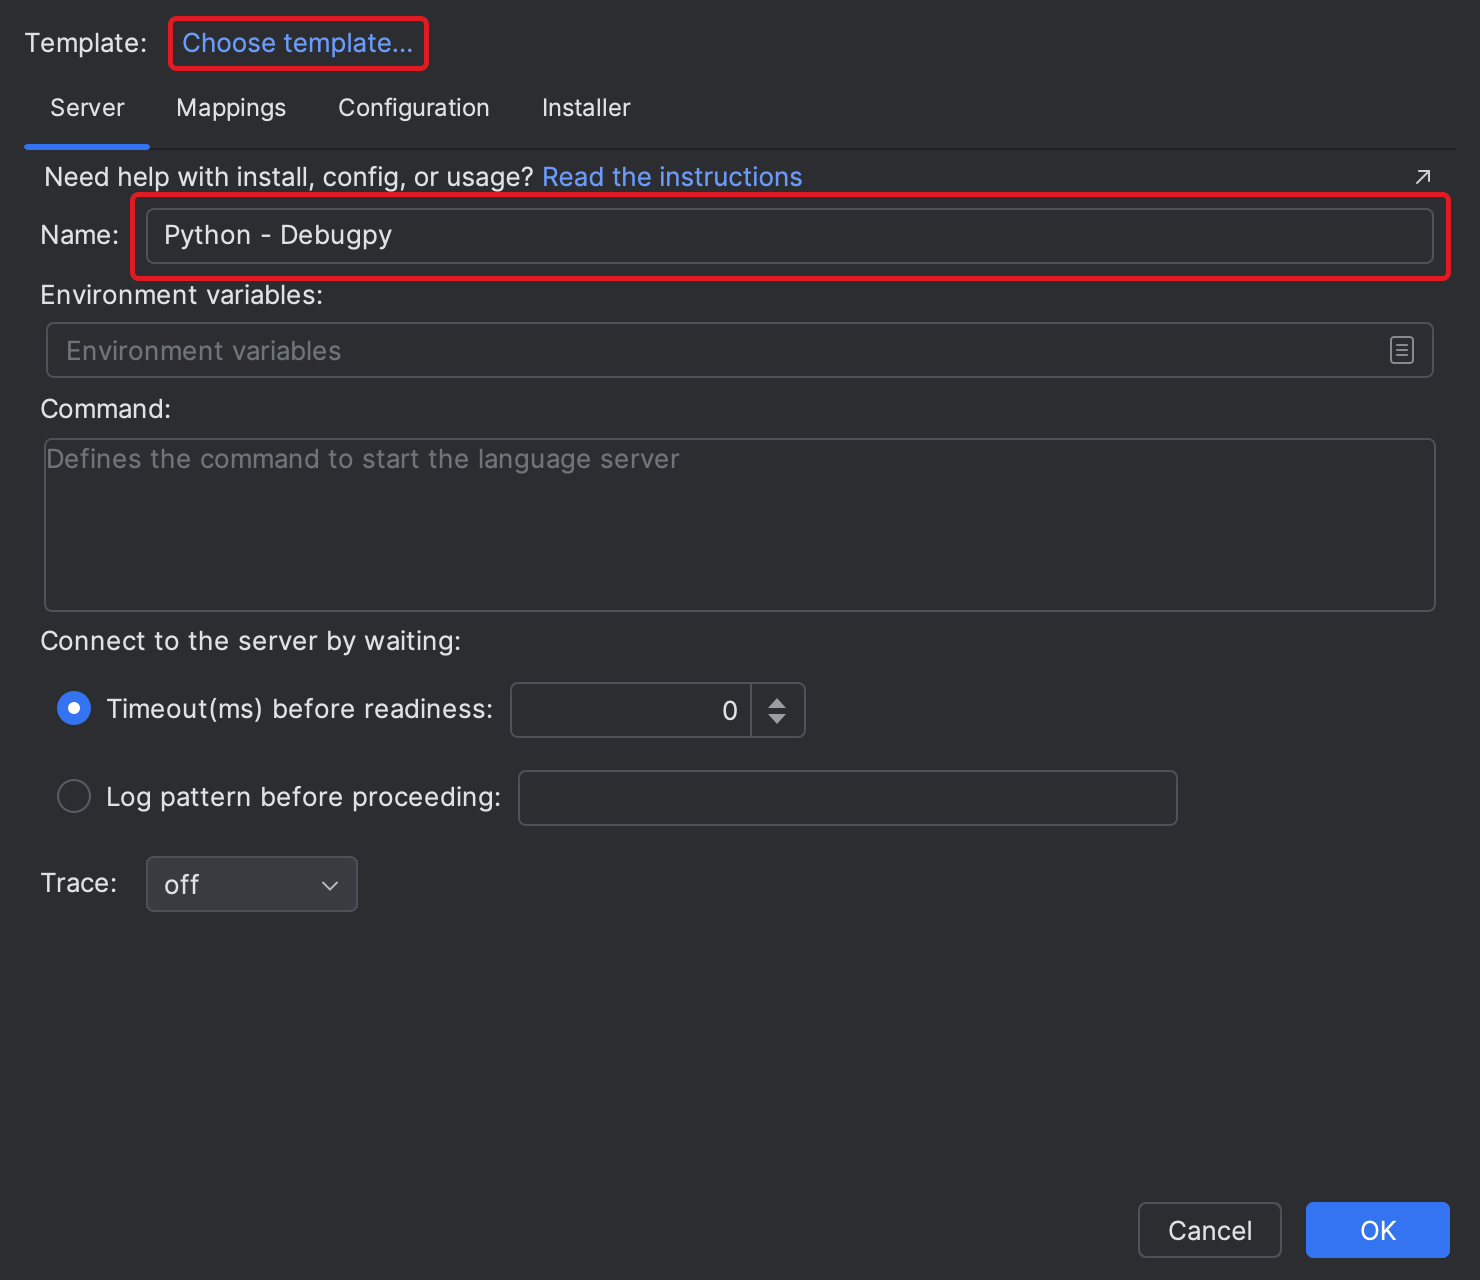 Template: Choose template...
Server Mappings Configuration Installer
Need help with install, config, or usage? Read the instructions
Name: Python - Debugpy
Environment variables:
Environment variables
Command:
Defines the command to start the language server
Connect to the server by waiting:
Timeout(ms) before readiness: 0
Log pattern before proceeding:
Trace: off
Cancel OK